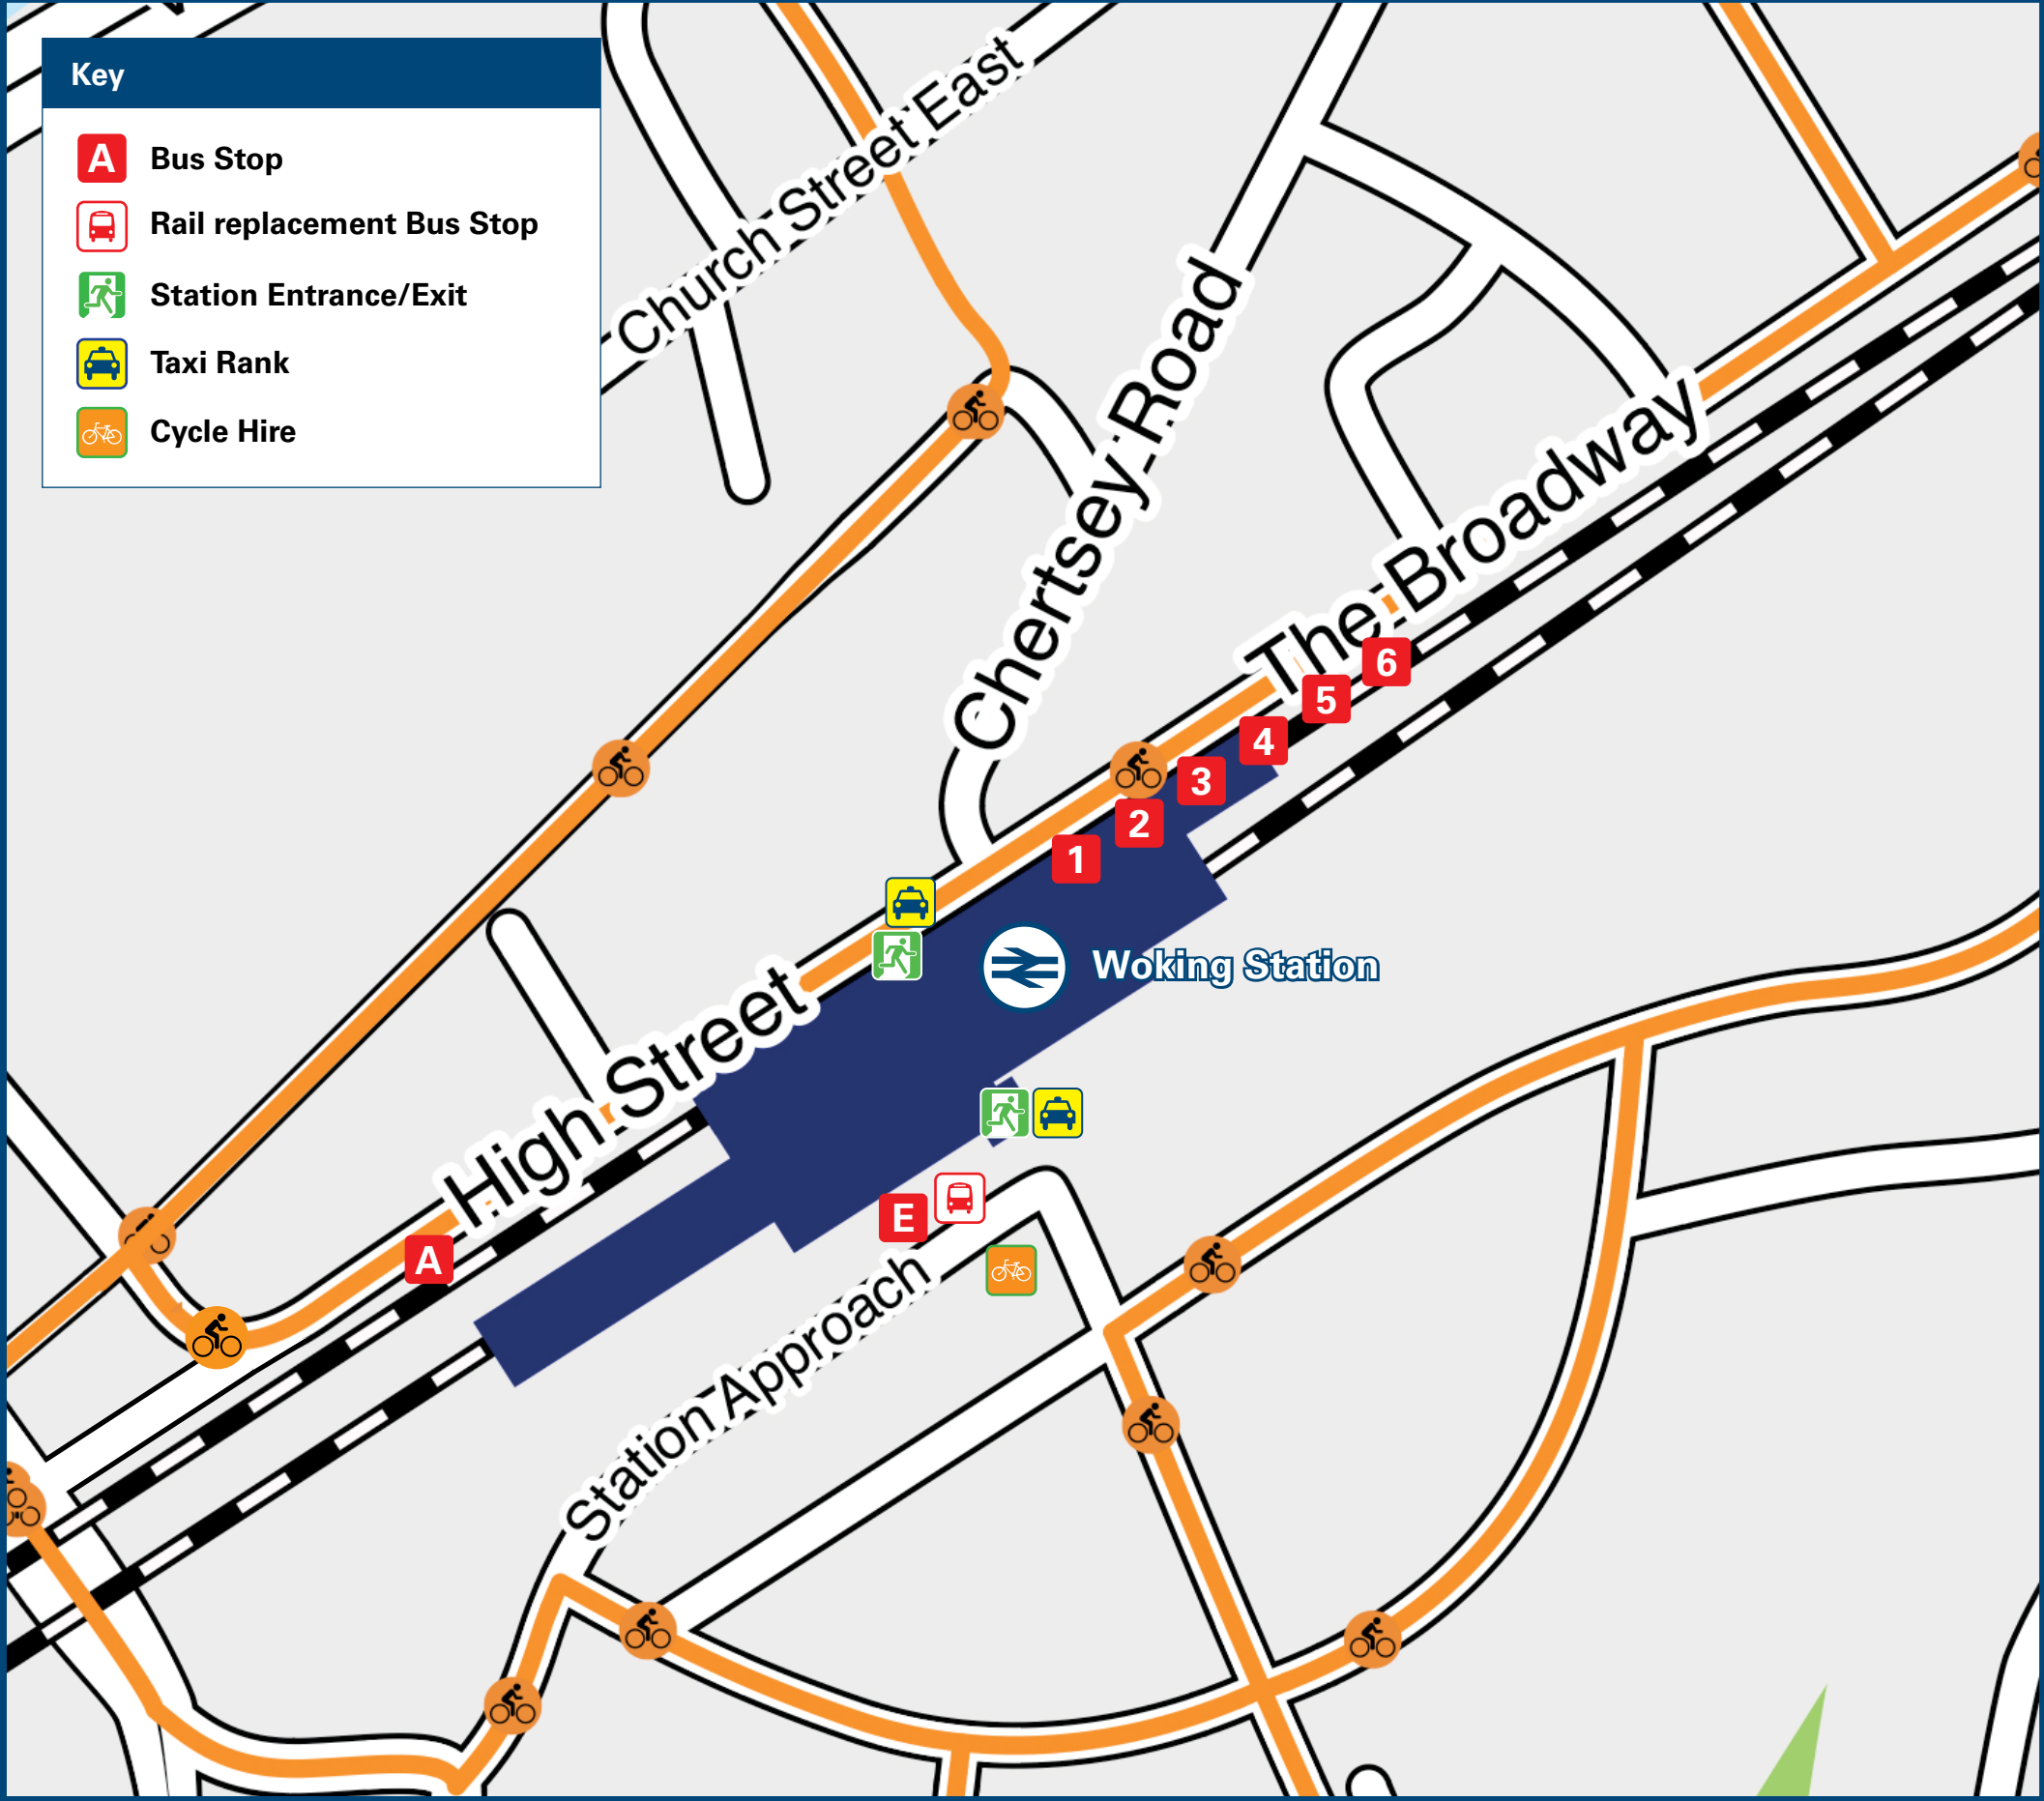 Key
A Bus Stop
Rail replacement Bus Stop
Station Entrance/Exit
Taxi Rank
Cycle Hire
Church Street East
Chertsey Road
The Broadway
6
5
4
3
2
1
Woking Station
High Street
A
E
Station Approach